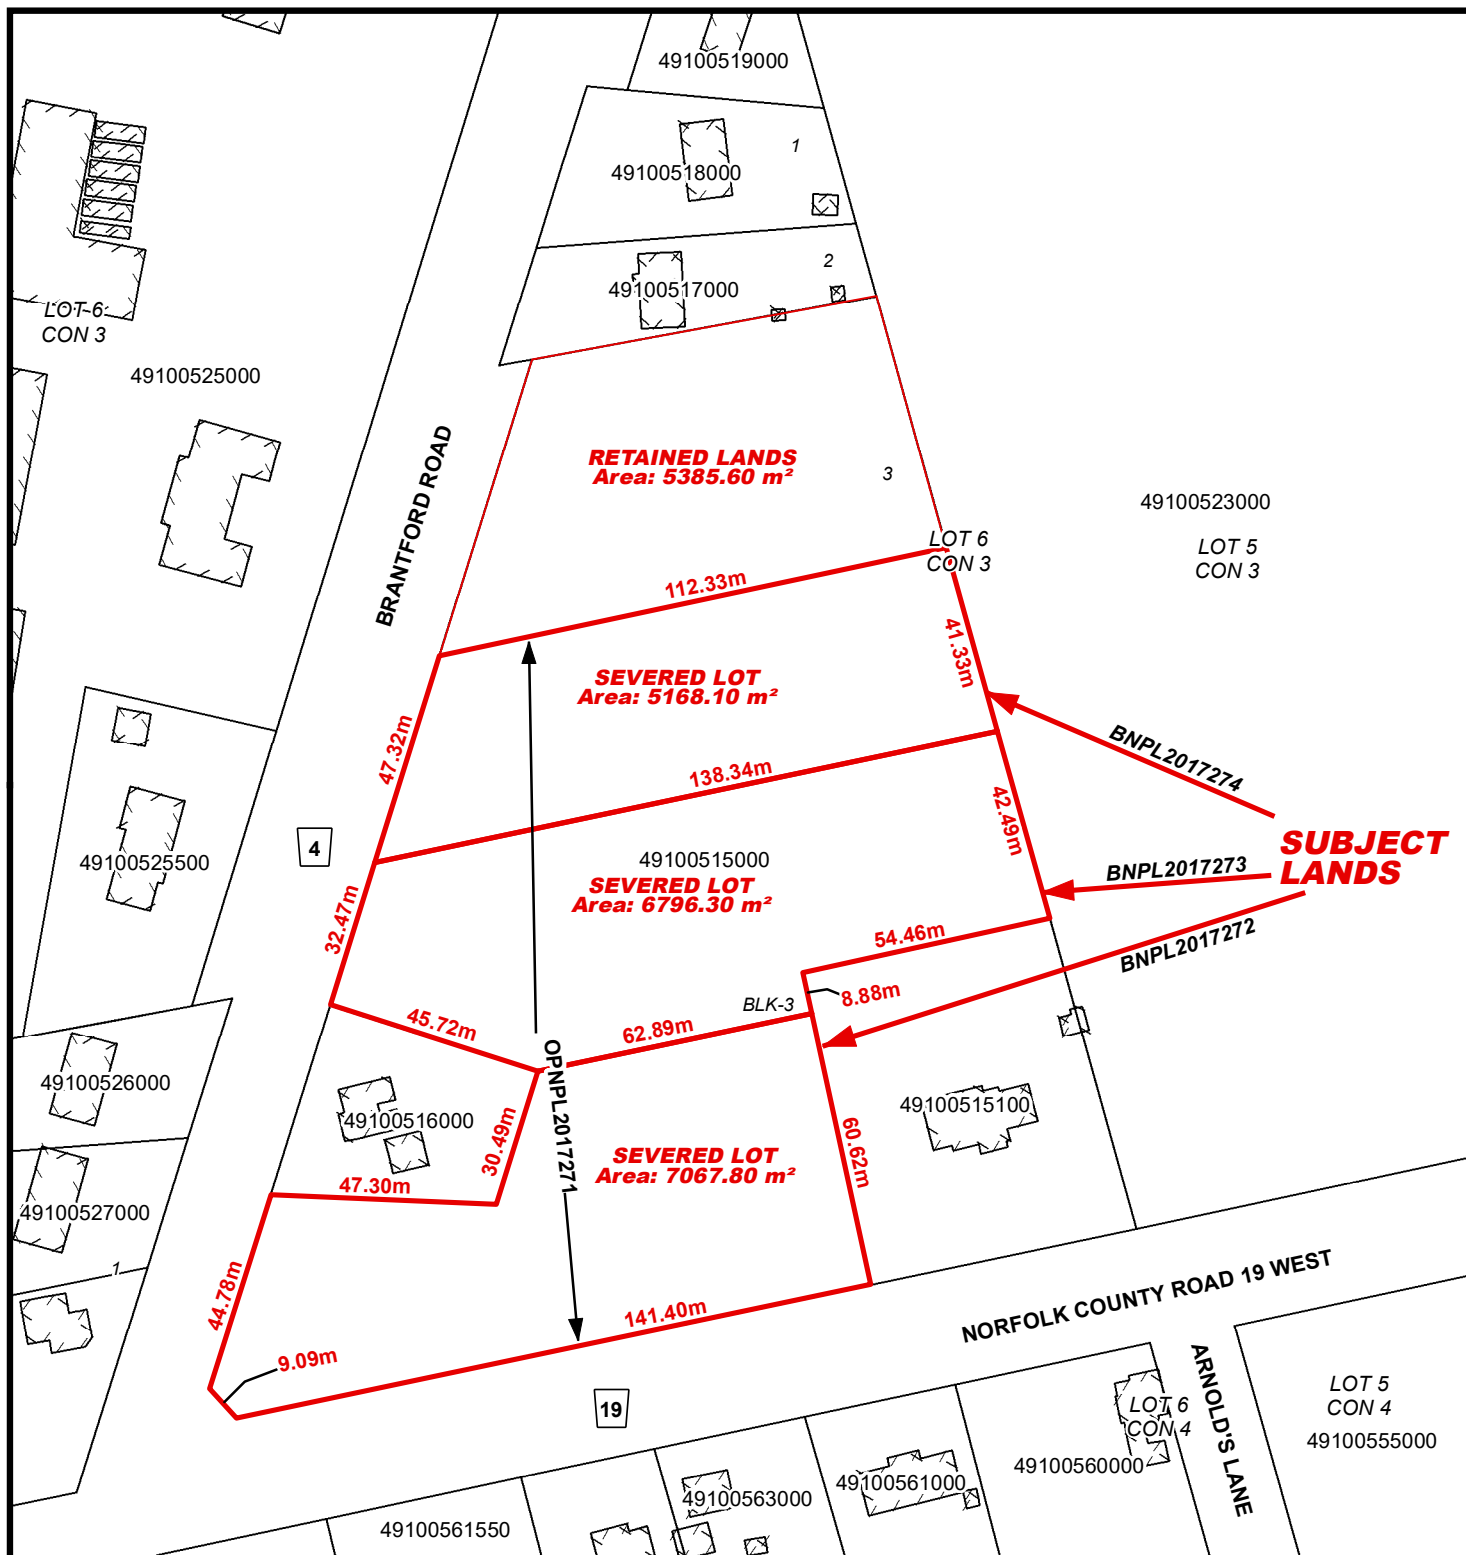 49100519000
1
49100518000
2
49100517000
LOT 6
CON 3
49100525000
BRANTFORD ROAD
RETAINED LANDS
Area: 5385.60 m²
3
49100523000
LOT 6
CON 3
LOT 5
CON 3
112.33m
41.33m
SEVERED LOT
Area: 5168.10 m²
47.32m
BNPL2017274
138.34m
42.49m
4
49100525500
49100515000
SEVERED LOT
Area: 6796.30 m²
SUBJECT
LANDS
BNPL2017273
32.47m
54.46m
BNPL2017272
8.88m
BLK-3
45.72m
62.89m
OPNPL2017271
49100526000
49100516000
49100515100
30.49m
60.62m
SEVERED LOT
Area: 7067.80 m²
47.30m
49100527000
1
44.78m
141.40m
NORFOLK COUNTY ROAD 19 WEST
9.09m
19
ARNOLD'S LANE
LOT 6
CON 4
LOT 5
CON 4
49100555000
49100560000
49100561000
49100563000
49100561550